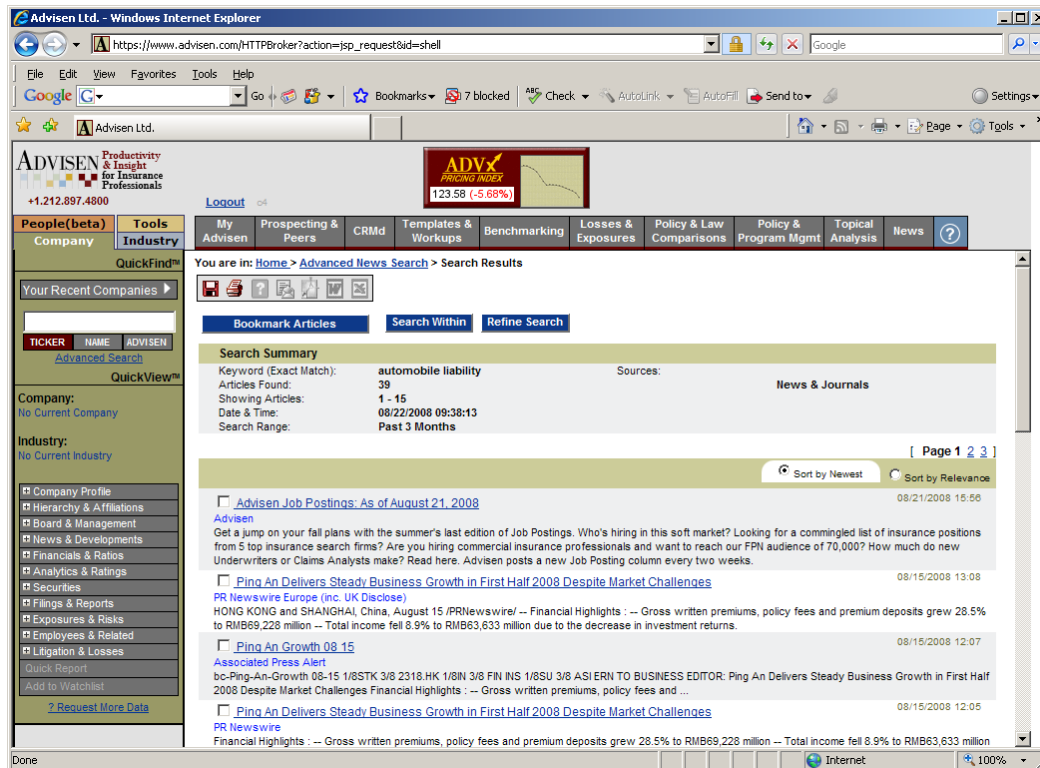 Advisen Ltd. - Windows Internet Explorer
https://www.advisen.com/HTTPBroker?action=jsp_request&id=shell
Google
File Edit View Favorites Tools Help
Google G Go Bookmarks 7 blocked ABC Check AutoLink AutoFill Send to Settings
Advisen Ltd. Page Tools
ADVISEN Productivity
& Insight
for Insurance
Professionals
+1.212.897.4800
ADVx
PRICING INDEX
123.58 (-5.68%)
Logout c4
People(beta) Tools
Company Industry
My Advisen
Prospecting & Peers
CRMd
Templates & Workups
Benchmarking
Losses & Exposures
Policy & Law Comparisons
Policy & Program Mgmt
Topical Analysis
News
?
QuickFind™
Your Recent Companies
TICKER NAME ADVISEN
Advanced Search
QuickView™
Company:
No Current Company
Industry:
No Current Industry
Company Profile
Hierarchy & Affiliations
Board & Management
News & Developments
Financials & Ratios
Analytics & Ratings
Securities
Filings & Reports
Exposures & Risks
Employees & Related
Litigation & Losses
Quick Report
Add to Watchlist
? Request More Data
You are in: Home > Advanced News Search > Search Results
Bookmark Articles Search Within Refine Search
Search Summary
Keyword (Exact Match): automobile liability Sources:
Articles Found: 39 News & Journals
Showing Articles: 1 - 15
Date & Time: 08/22/2008 09:38:13
Search Range: Past 3 Months
[ Page 1 2 3 ]
Sort by Newest Sort by Relevance
Advisen Job Postings: As of August 21, 2008 08/21/2008 15:56
Advisen
Get a jump on your fall plans with the summer's last edition of Job Postings. Who's hiring in this soft market? Looking for a commingled list of insurance positions
from 5 top insurance search firms? Are you hiring commercial insurance professionals and want to reach our FPN audience of 70,000? How much do new
Underwriters or Claims Analysts make? Read here. Advisen posts a new Job Posting column every two weeks.
Ping An Delivers Steady Business Growth in First Half 2008 Despite Market Challenges 08/15/2008 13:08
PR Newswire Europe (inc. UK Disclose)
HONG KONG and SHANGHAI, China, August 15 /PRNewswire/ -- Financial Highlights : -- Gross written premiums, policy fees and premium deposits grew 28.5%
to RMB69,228 million -- Total income fell 8.9% to RMB63,633 million due to the decrease in investment returns.
Ping An Growth 08 15 08/15/2008 12:07
Associated Press Alert
bc-Ping-An-Growth 08-15 1/8STK 3/8 2318.HK 1/8IN 3/8 FIN INS 1/8SU 3/8 ASI ERN TO BUSINESS EDITOR: Ping An Delivers Steady Business Growth in First Half
2008 Despite Market Challenges Financial Highlights : -- Gross written premiums, policy fees and ...
Ping An Delivers Steady Business Growth in First Half 2008 Despite Market Challenges 08/15/2008 12:05
PR Newswire
Financial Highlights : -- Gross written premiums, policy fees and premium deposits grew 28.5% to RMB69,228 million -- Total income fell 8.9% to RMB63,633 million
Done Internet 100%